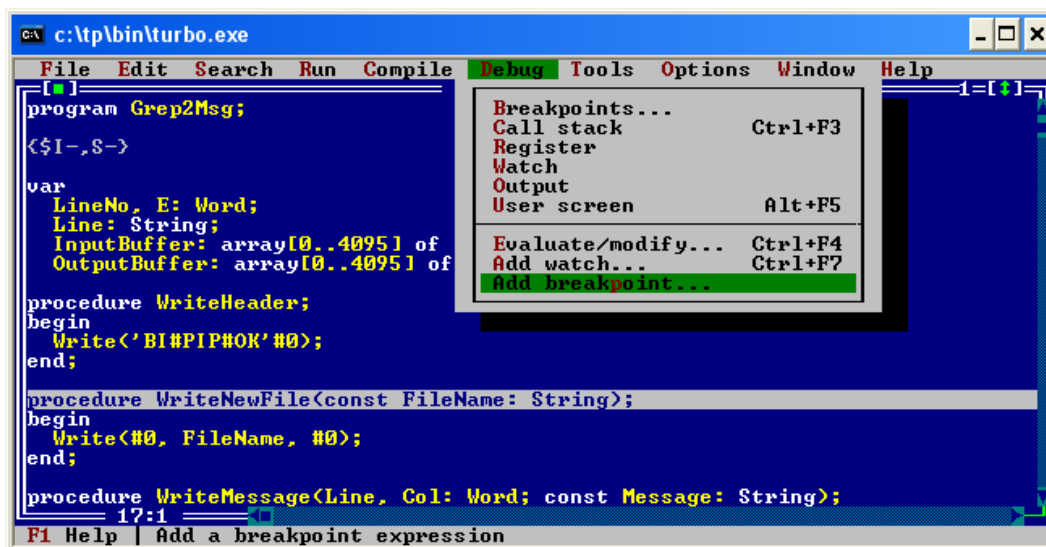 c:\tp\bin\turbo.exe
File Edit Search Run Compile Debug Tools Options Window Help
1=[↕]
program Grep2Msg;
{$I-,S-}
var
LineNo, E: Word;
Line: String;
InputBuffer: array[0..4095] of
OutputBuffer: array[0..4095] of
procedure WriteHeader;
begin
Write('BI#PIP#OK'#0);
end;
procedure WriteNewFile(const FileName: String);
begin
Write(#0, FileName, #0);
end;
procedure WriteMessage(Line, Col: Word; const Message: String);
17:1
Breakpoints...
Call stack Ctrl+F3
Register
Watch
Output
User screen Alt+F5
Evaluate/modify... Ctrl+F4
Add watch... Ctrl+F7
Add breakpoint...
F1 Help | Add a breakpoint expression